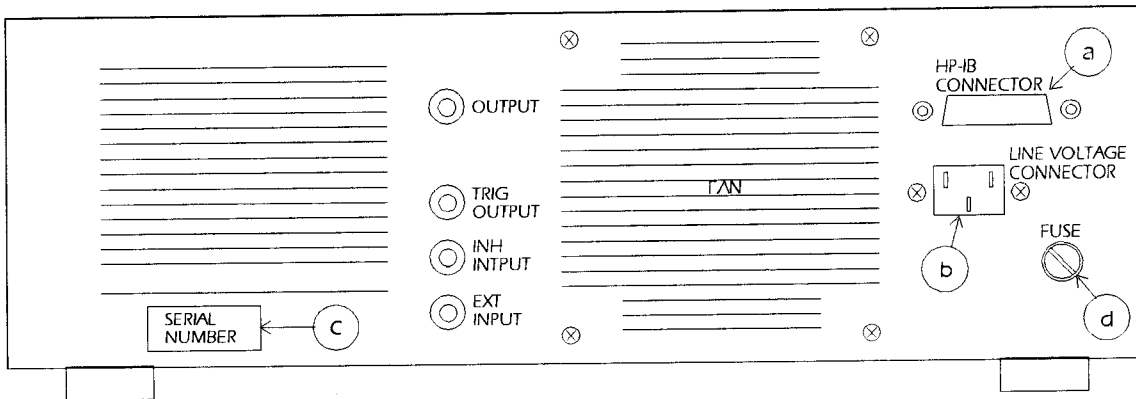 HP-IB
CONNECTOR
a
OUTPUT
LINE VOLTAGE
CONNECTOR
TRIG
OUTPUT
INH
INTPUT
FUSE
b
EXT
INPUT
SERIAL
NUMBER
c
d